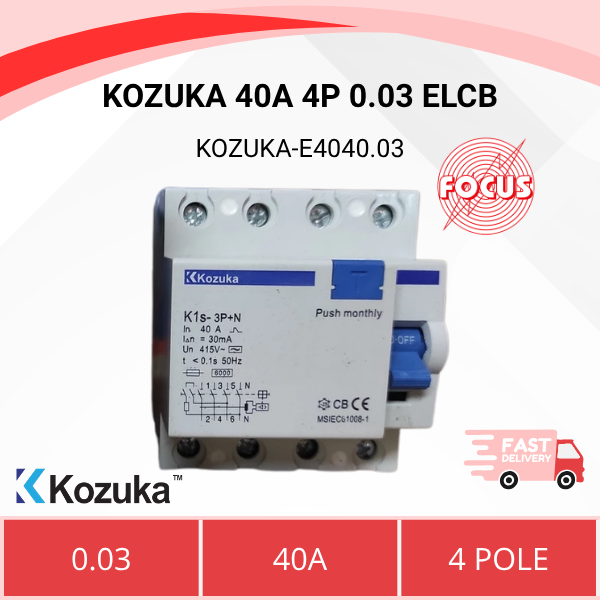 KOZUKA 40A 4P 0.03 ELCB
KOZUKA-E4040.03
FOCUS
Kozuka
T
K1s-3P+N
Push monthly
In 40 A
I∆n = 30mA
Un 415V~
t < 0.1s 50Hz
6000
O-OFF
1 3 5 N
2 4 6 N
CB CE
MSIEC61008-1
FAST
DELIVERY
Kozuka™
0.03
40A
4 POLE